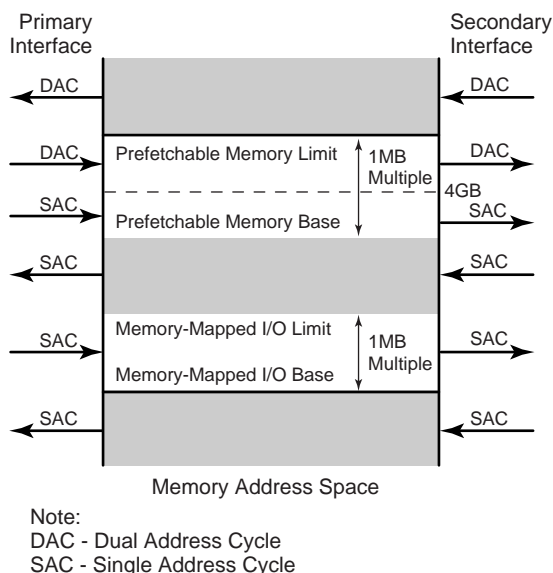 Primary
Interface
Secondary
Interface
DAC
DAC
DAC
Prefetchable Memory Limit
1MB
Multiple
DAC
4GB
SAC
Prefetchable Memory Base
SAC
SAC
SAC
SAC
Memory-Mapped I/O Limit
1MB
Multiple
SAC
Memory-Mapped I/O Base
SAC
SAC
Memory Address Space
Note:
DAC - Dual Address Cycle
SAC - Single Address Cycle